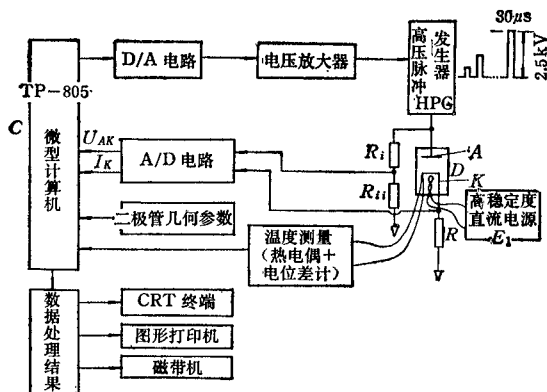 30μs
2.5kV
D/A 电路
电压放大器
高压脉冲
发生器
HPG
TP-805
C
微型计算机
U_AK
I_K
A/D 电路
R_i
R_ii
A
D
K
二极管几何参数
温度测量
(热电偶+
电位差计)
R
高稳定度
直流电源
E_1
数据处理结果
CRT 终端
图形打印机
磁带机